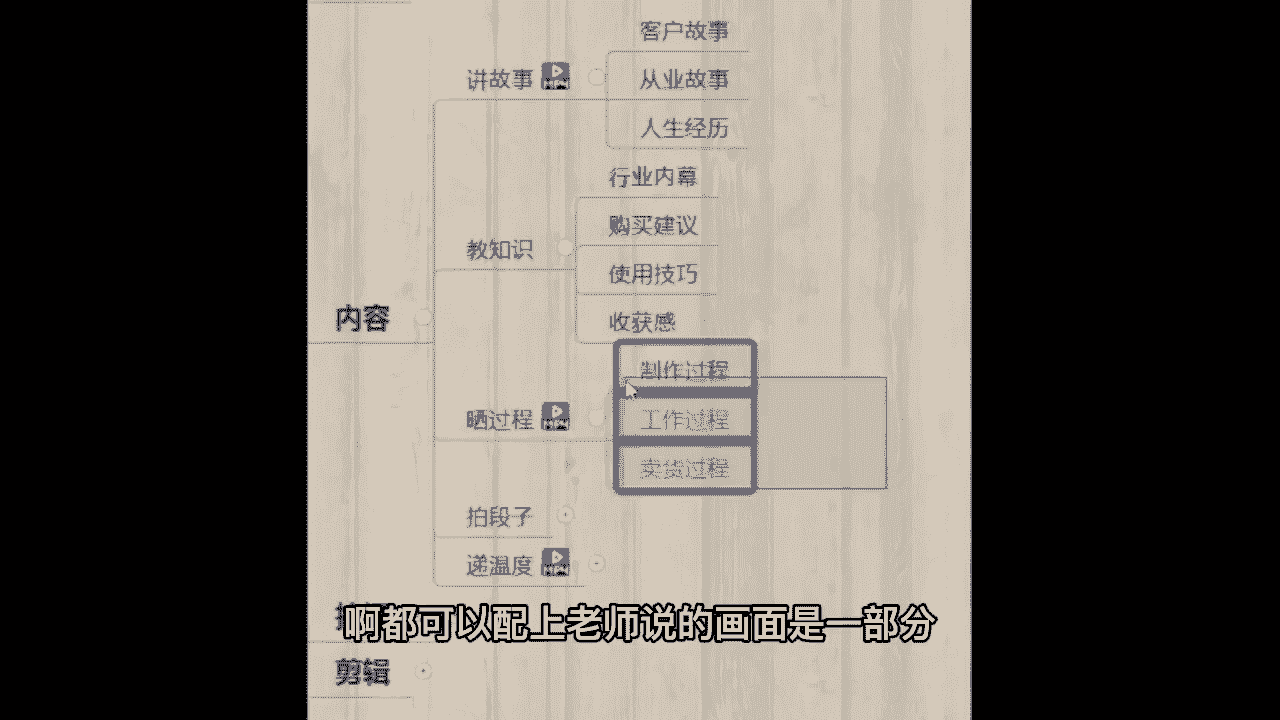 客户故事
讲故事
从业故事
人生经历
行业内幕
购买建议
教知识
使用技巧
收获感
内容
制作过程
晒过程
工作过程
卖货过程
拍段子
递温度
啊都可以配上老师说的画面是一部分
剪辑